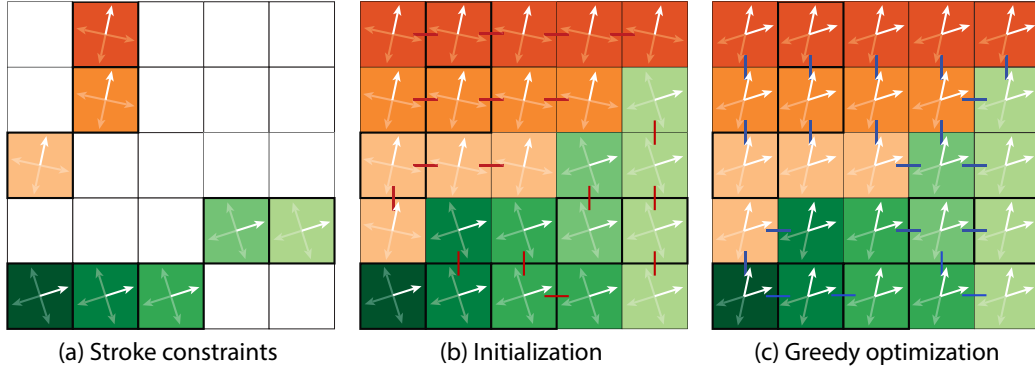 (a) Stroke constraints
(b) Initialization
(c) Greedy optimization